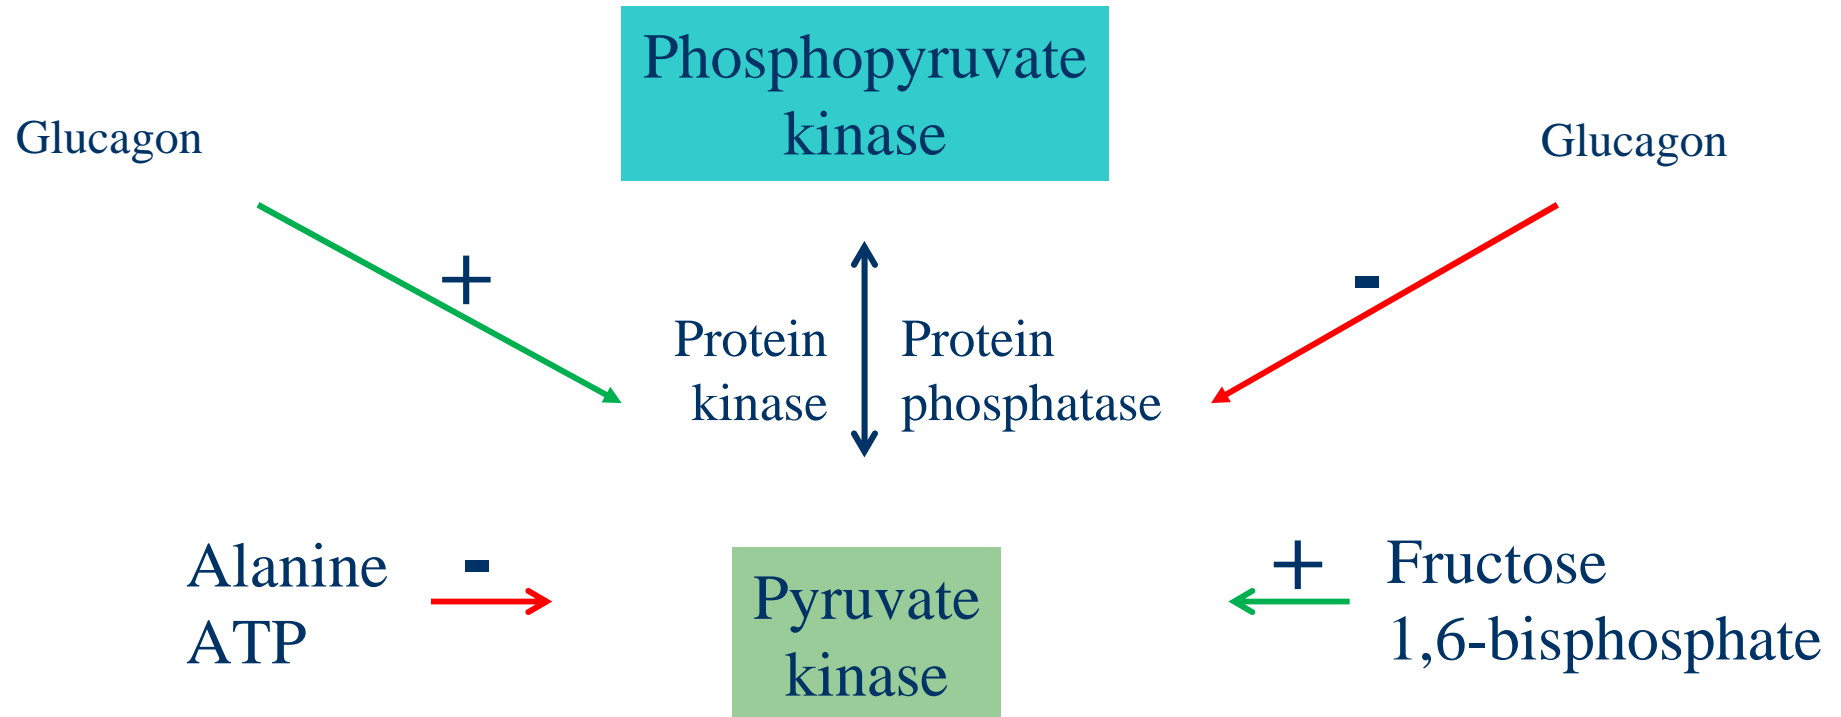 Phosphopyruvate
kinase
Glucagon
Glucagon
+
-
Protein
kinase
Protein
phosphatase
Alanine
ATP
-
Pyruvate
kinase
+
Fructose
1,6-bisphosphate